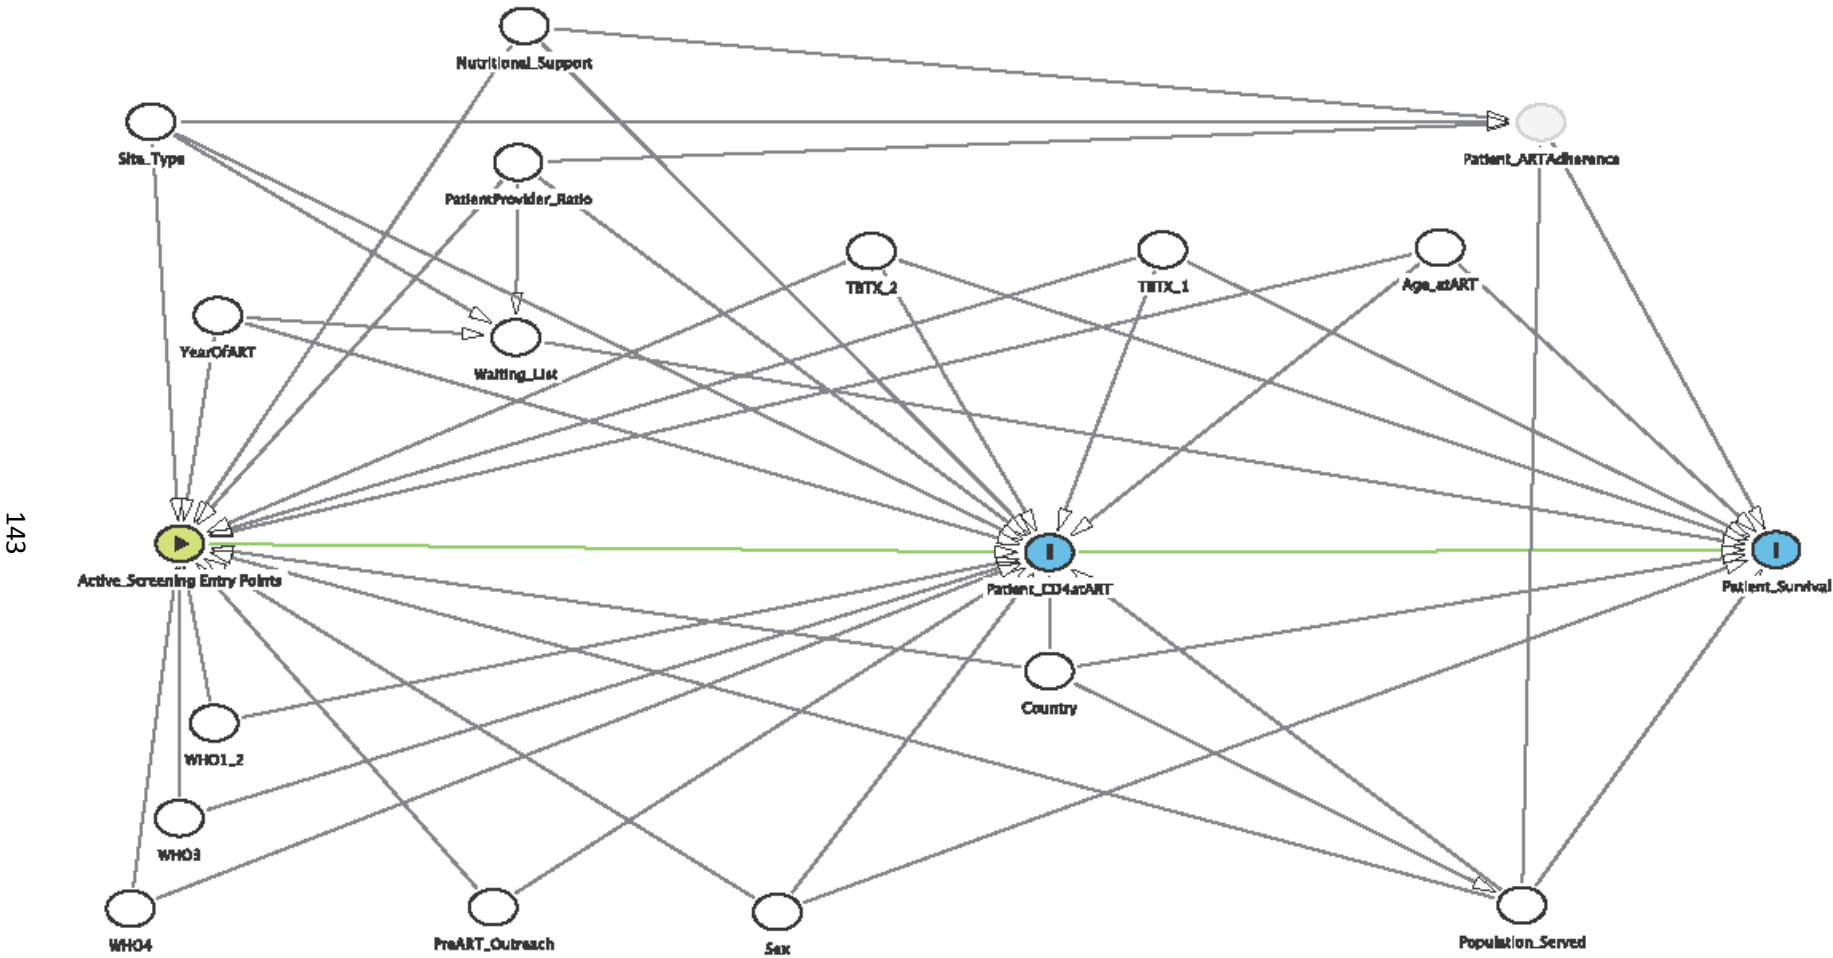 Nutritional_Support
Site_Type
PatientProvider_Ratio
Patient_ARTAdherence
TBTX_2
TBTX_1
Age_atART
YearOfART
Waiting_List
143
Active_Screening Entry Points
Patient_CD4atART
Patient_Survival
Country
WHO1_2
WHO3
WHO4
PreART_Outreach
Sex
Population_Served